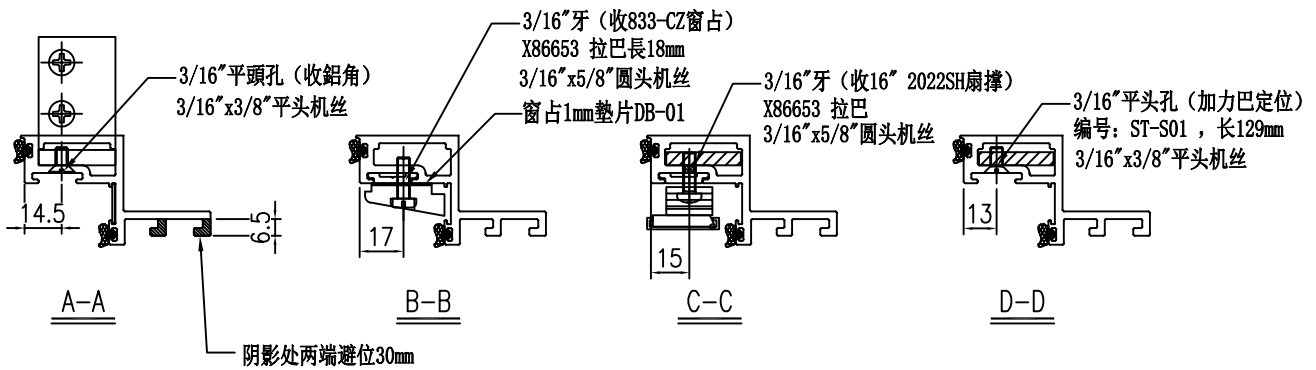 3/16"平頭孔（收鋁角）
3/16"x3/8"平头机丝
14.5
6.5
A-A
阴影处两端避位30mm
3/16"牙（收833-CZ窗占）
X86653 拉巴長18mm
3/16"x5/8"圆头机丝
窗占1mm墊片DB-01
17
B-B
3/16"牙（收16" 2022SH扇撑）
X86653 拉巴
3/16"x5/8"圆头机丝
15
C-C
3/16"平头孔（加力巴定位）
编号：ST-S01 ，长129mm
3/16"x3/8"平头机丝
13
D-D